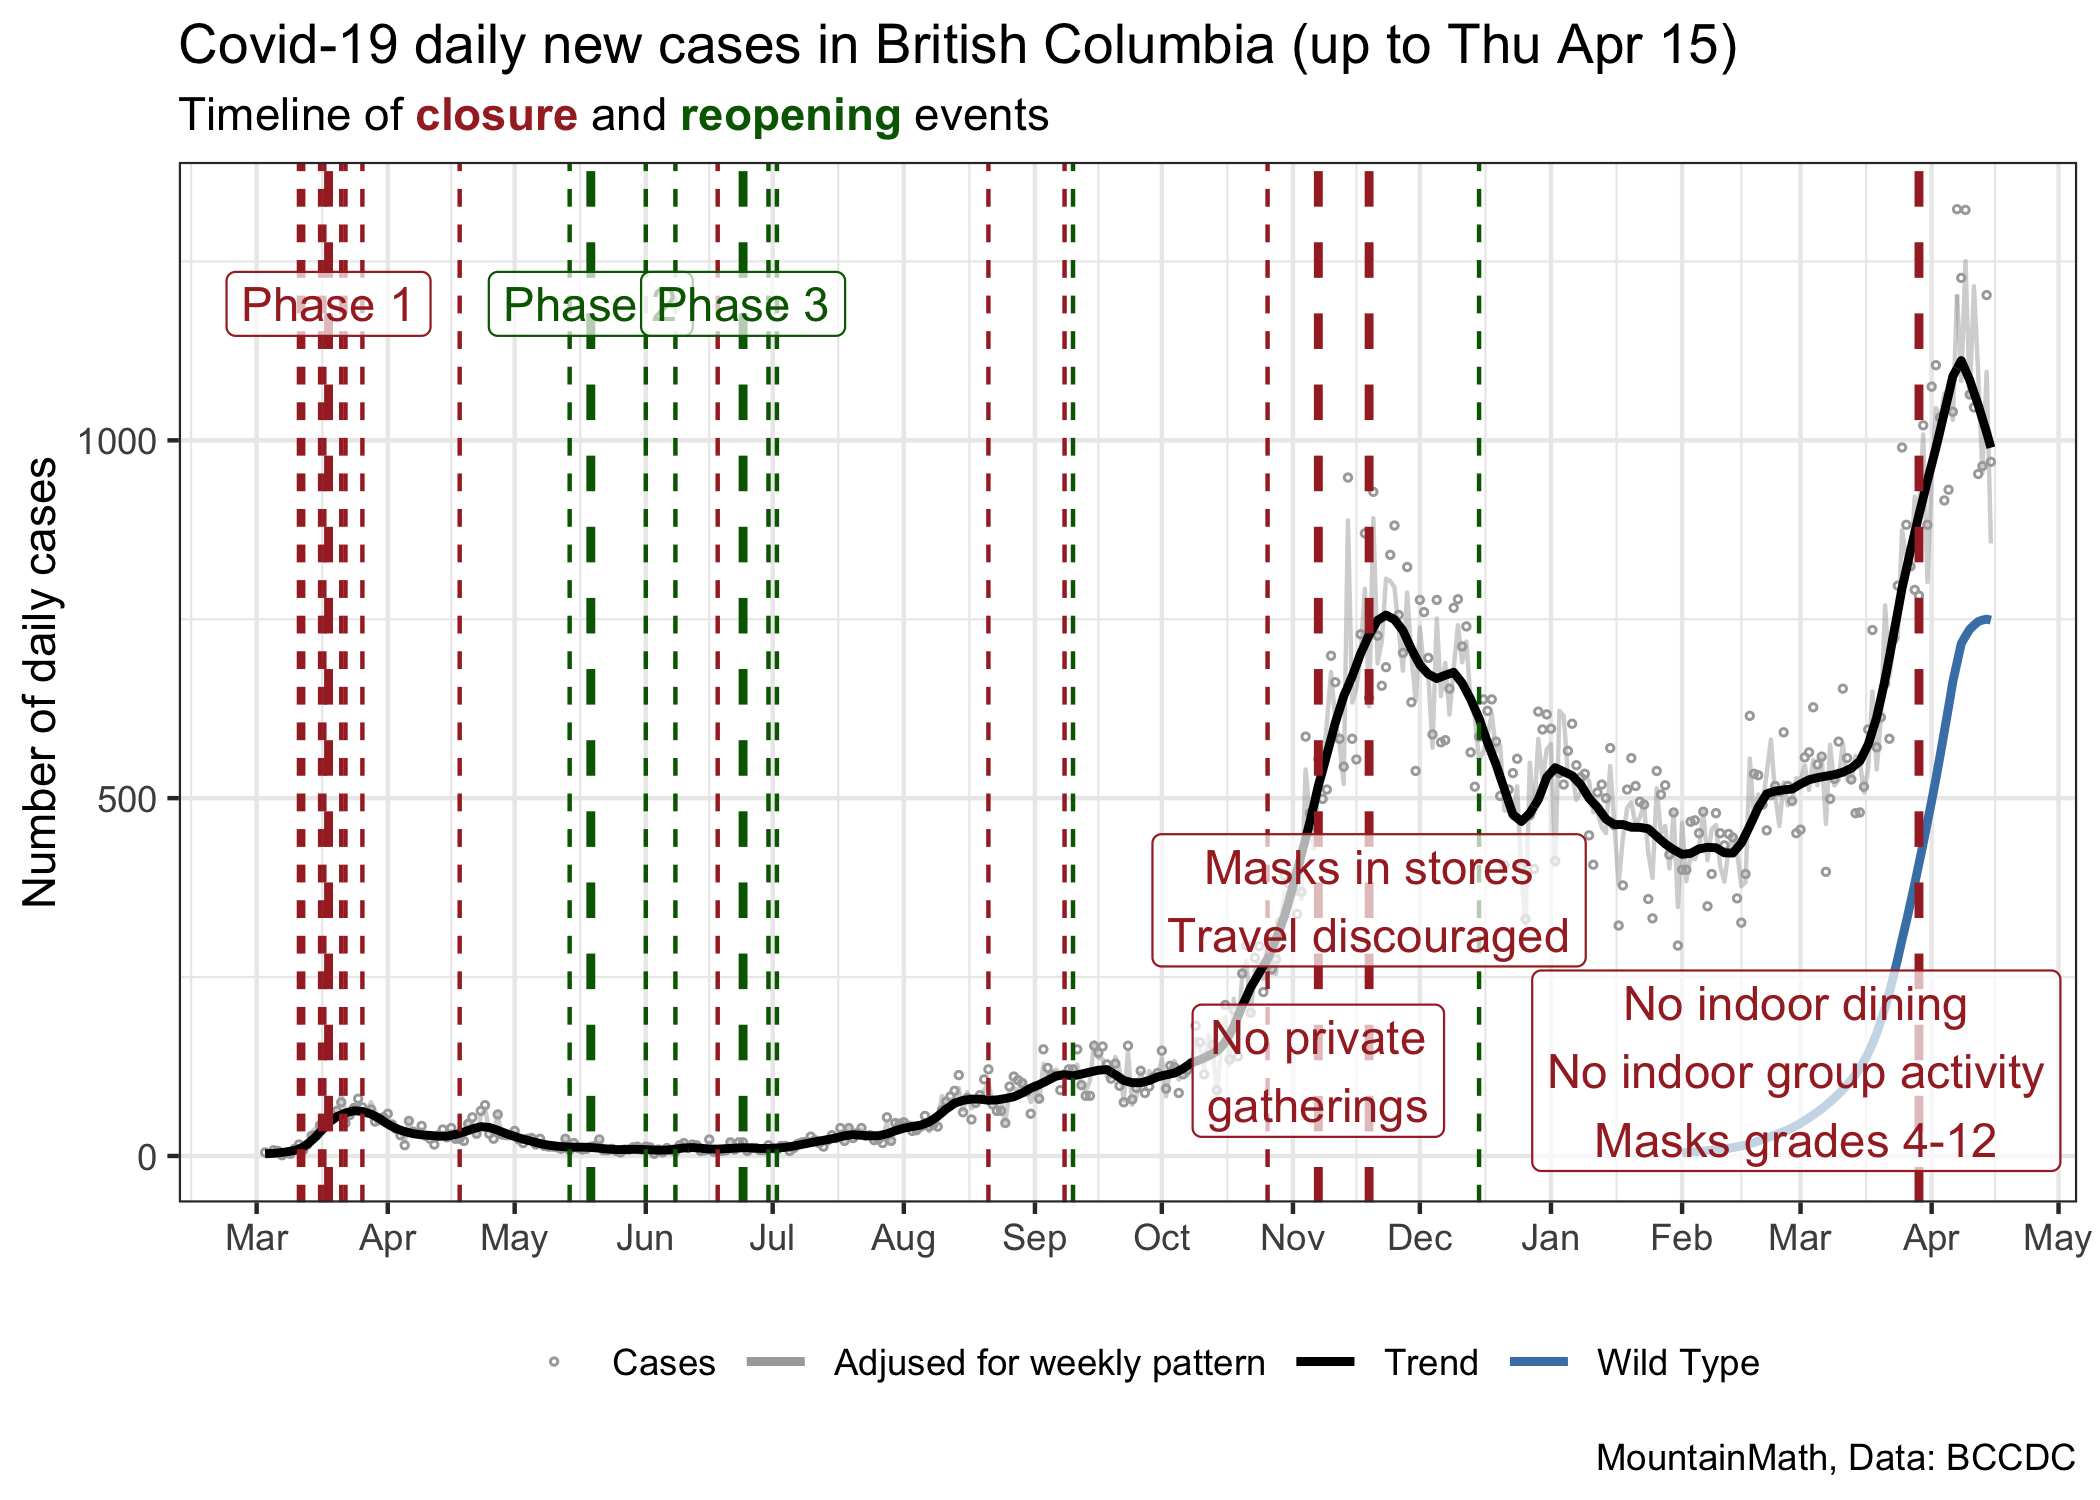 Covid-19 daily new cases in British Columbia (up to Thu Apr 15)
Timeline of closure and reopening events
Number of daily cases
1000
500
0
Phase 1
Phase 2
Phase 3
Masks in stores
Travel discouraged
No private
gatherings
No indoor dining
No indoor group activity
Masks grades 4-12
Mar Apr May Jun Jul Aug Sep Oct Nov Dec Jan Feb Mar Apr May
Cases Adjused for weekly pattern Trend Wild Type
MountainMath, Data: BCCDC